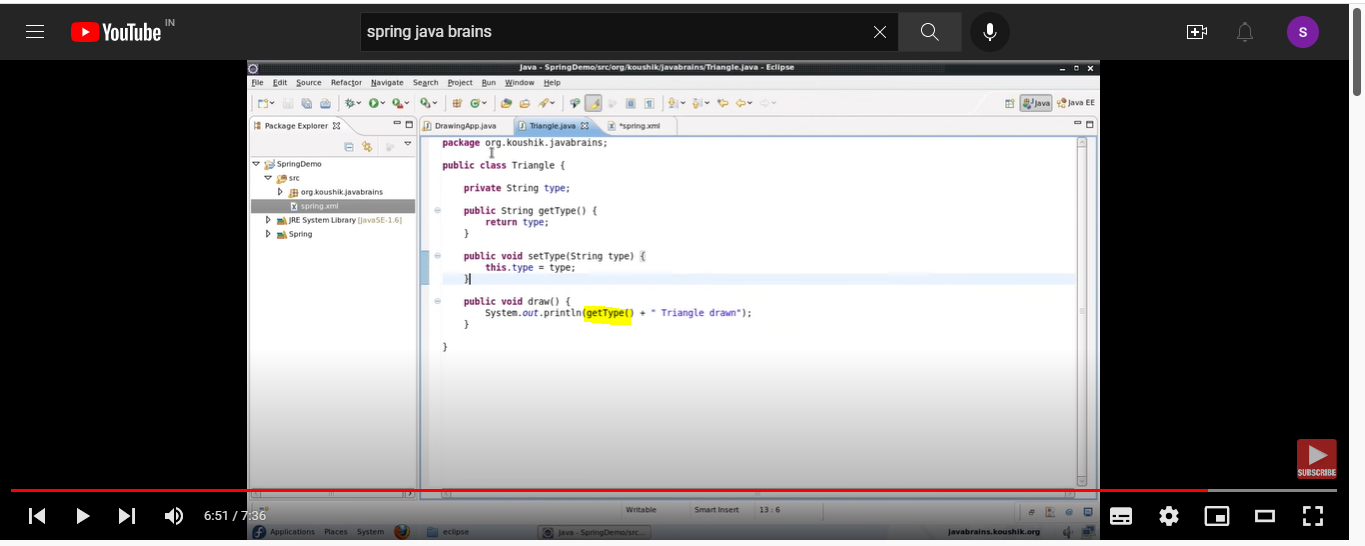 YouTube IN
spring java brains
S
Java - SpringDemo/src/org/koushik/javabrains/Triangle.java - Eclipse
File Edit Source Refactor Navigate Search Project Run Window Help
Java Java EE
Package Explorer
DrawingApp.java Triangle.java *spring.xml
SpringDemo
src
org.koushik.javabrains
spring.xml
JRE System Library [JavaSE-1.6]
Spring
package org.koushik.javabrains;
public class Triangle {
private String type;
public String getType() {
return type;
}
public void setType(String type) {
this.type = type;
}
public void draw() {
System.out.println(getType() + " Triangle drawn");
}
}
SUBSCRIBE
Writable Smart Insert 13 : 6
6:51 / 7:36
Applications Places System eclipse Java - SpringDemo/src... javabrains.koushik.org